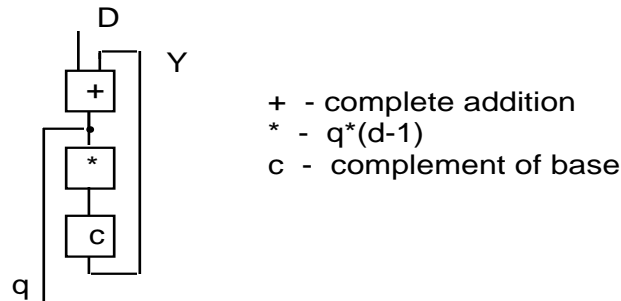 D
Y
+
+ - complete addition
* - q*(d-1)
*
c - complement of base
c
q